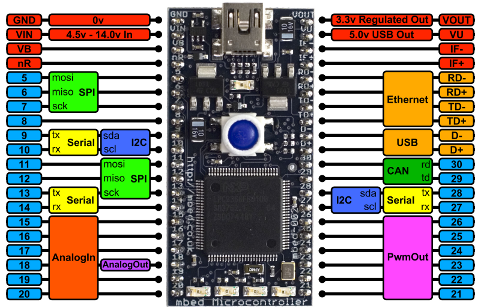 GND 0v 3.3v Regulated Out VOUT
VIN 4.5v - 14.0v In 5.0v USB Out VU
VB IF-
nR IF+
5 mosi RD-
6 miso SPI Ethernet RD+
7 sck TD-
8 TD+
9 tx Serial sda I2C USB D-
10 rx scl D+
11 mosi CAN rd 30
12 miso SPI td 29
13 tx Serial sck I2C sda Serial tx 28
14 rx scl rx 27
15 26
16 25
17 AnalogIn PwmOut 24
18 AnalogOut 23
19 22
20 21
mbed Microcontroller
http://mbed.co.uk